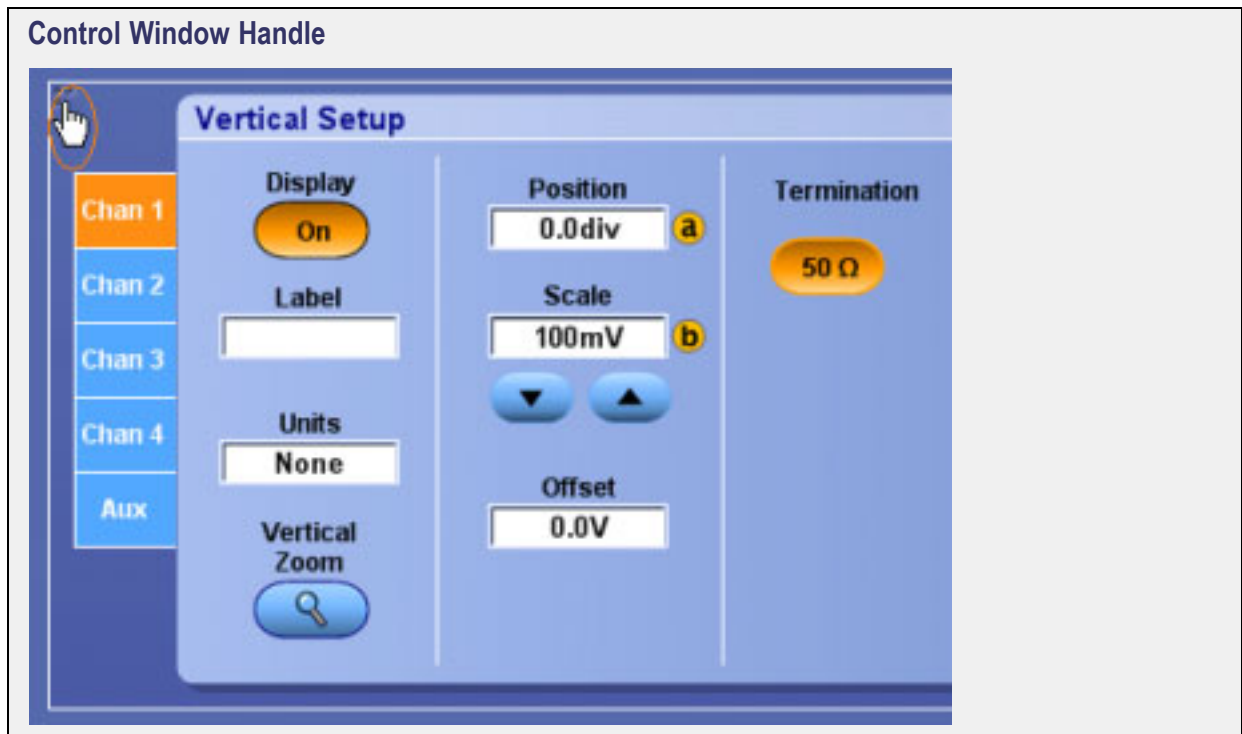 Control Window Handle
Vertical Setup
Chan 1
Chan 2
Chan 3
Chan 4
Aux
Display
On
Label
Units
None
Vertical
Zoom
Position
0.0div
a
Scale
100mV
b
Offset
0.0V
Termination
50 Ω